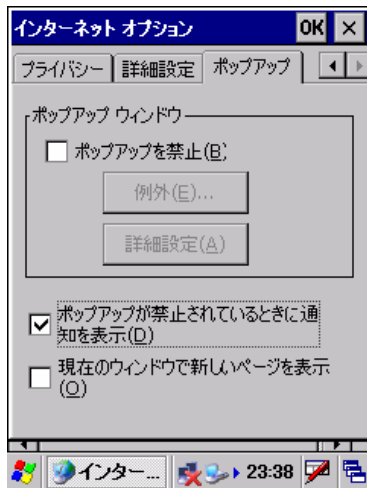 インターネット オプション OK ×
プライバシー 詳細設定 ポップアップ
ポップアップ ウィンドウ
ポップアップを禁止(B)
例外(E)...
詳細設定(A)
ポップアップが禁止されているときに通
知を表示(D)
現在のウィンドウで新しいページを表示
(O)
インター... 23:38